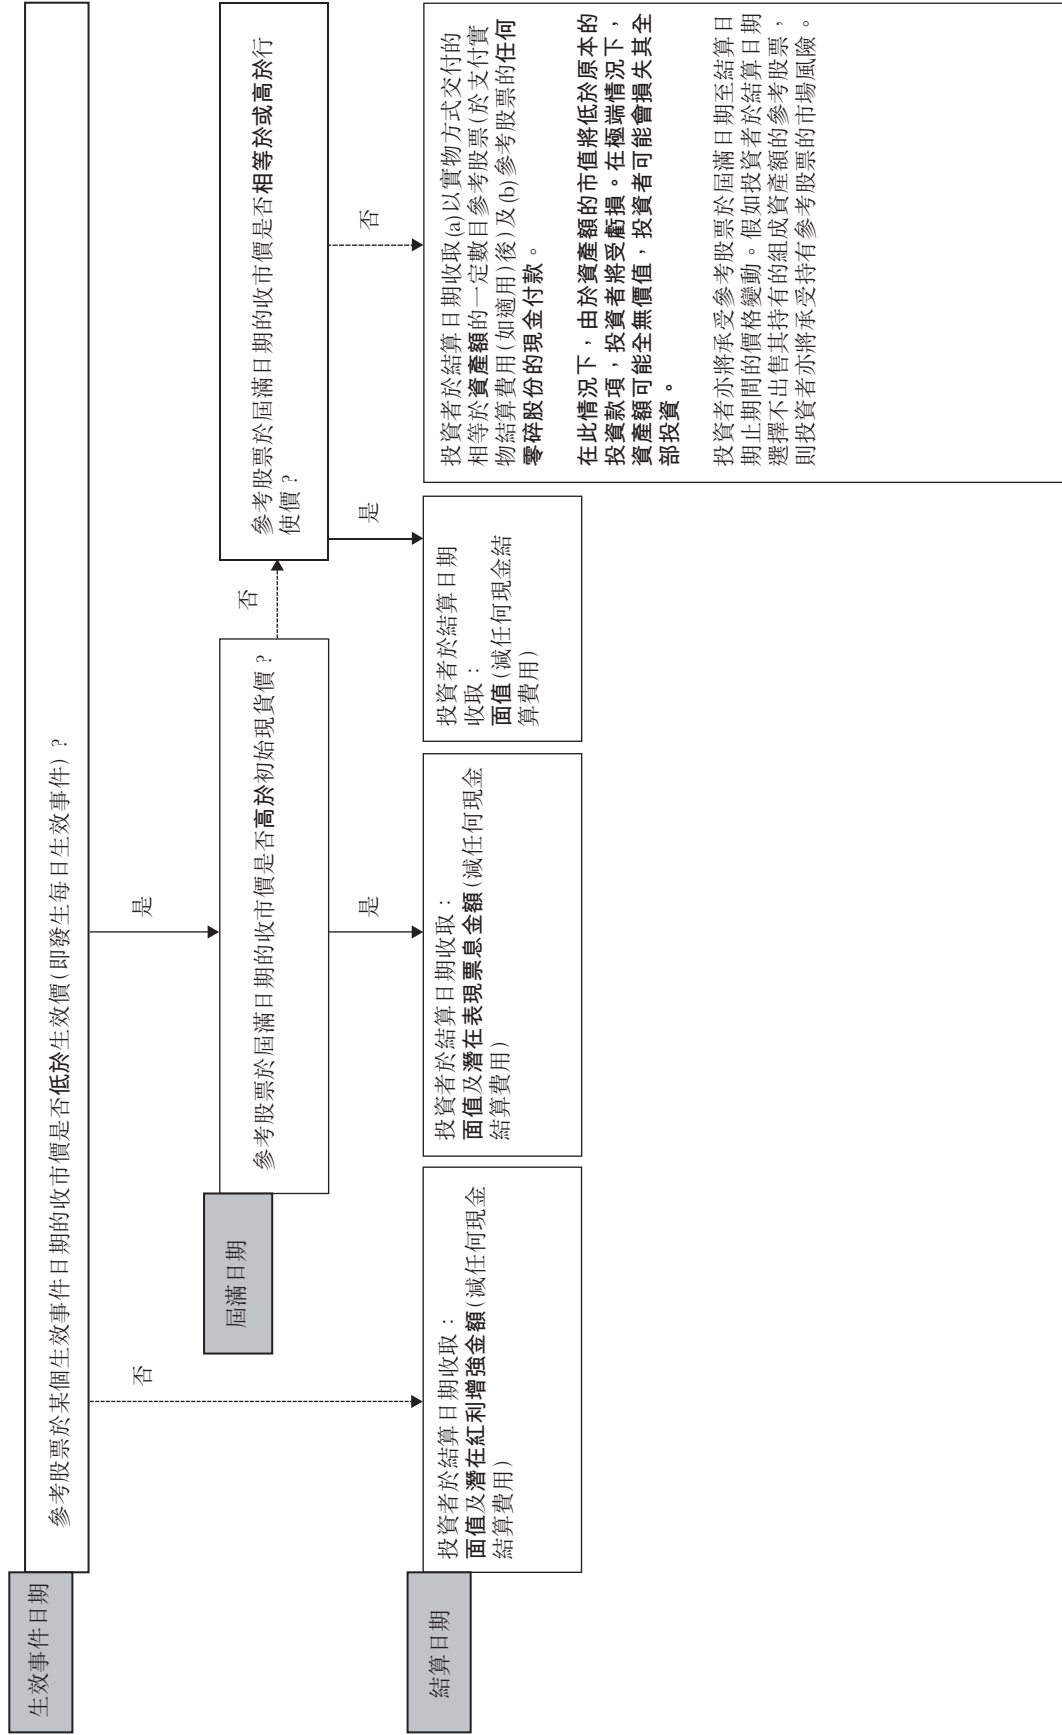 生效事件日期
參考股票於某個生效事件日期的收市價是否低於生效價(即發生每日生效事件)?
否
是
屆滿日期
參考股票於屆滿日期的收市價是否高於初始現貨價?
否
參考股票於屆滿日期的收市價是否相等於或高於行
使價?
是
是
否
結算日期
投資者於結算日期收取:
面值及潛在紅利增強金額(減任何現金
結算費用)
投資者於結算日期收取:
面值及潛在表現票息金額(減任何現金
結算費用)
投資者於結算日期
收取:
面值(減任何現金結
算費用)
投資者於結算日期收取(a)以實物方式交付的
相等於資產額的一定數目參考股票(於支付實
物結算費用(如適用)後)及(b)參考股票的任何
零碎股份的現金付款。
在此情況下,由於資產額的市值將低於原本的
投資款項,投資者將受虧損。在極端情況下,
資產額可能全無價值,投資者可能會損失其全
部投資。
投資者亦將承受參考股票於屆滿日期至結算日
期止期間的價格變動。假如投資者於結算日期
選擇不出售其持有的組成資產額的參考股票,
則投資者亦將承受持有參考股票的市場風險。